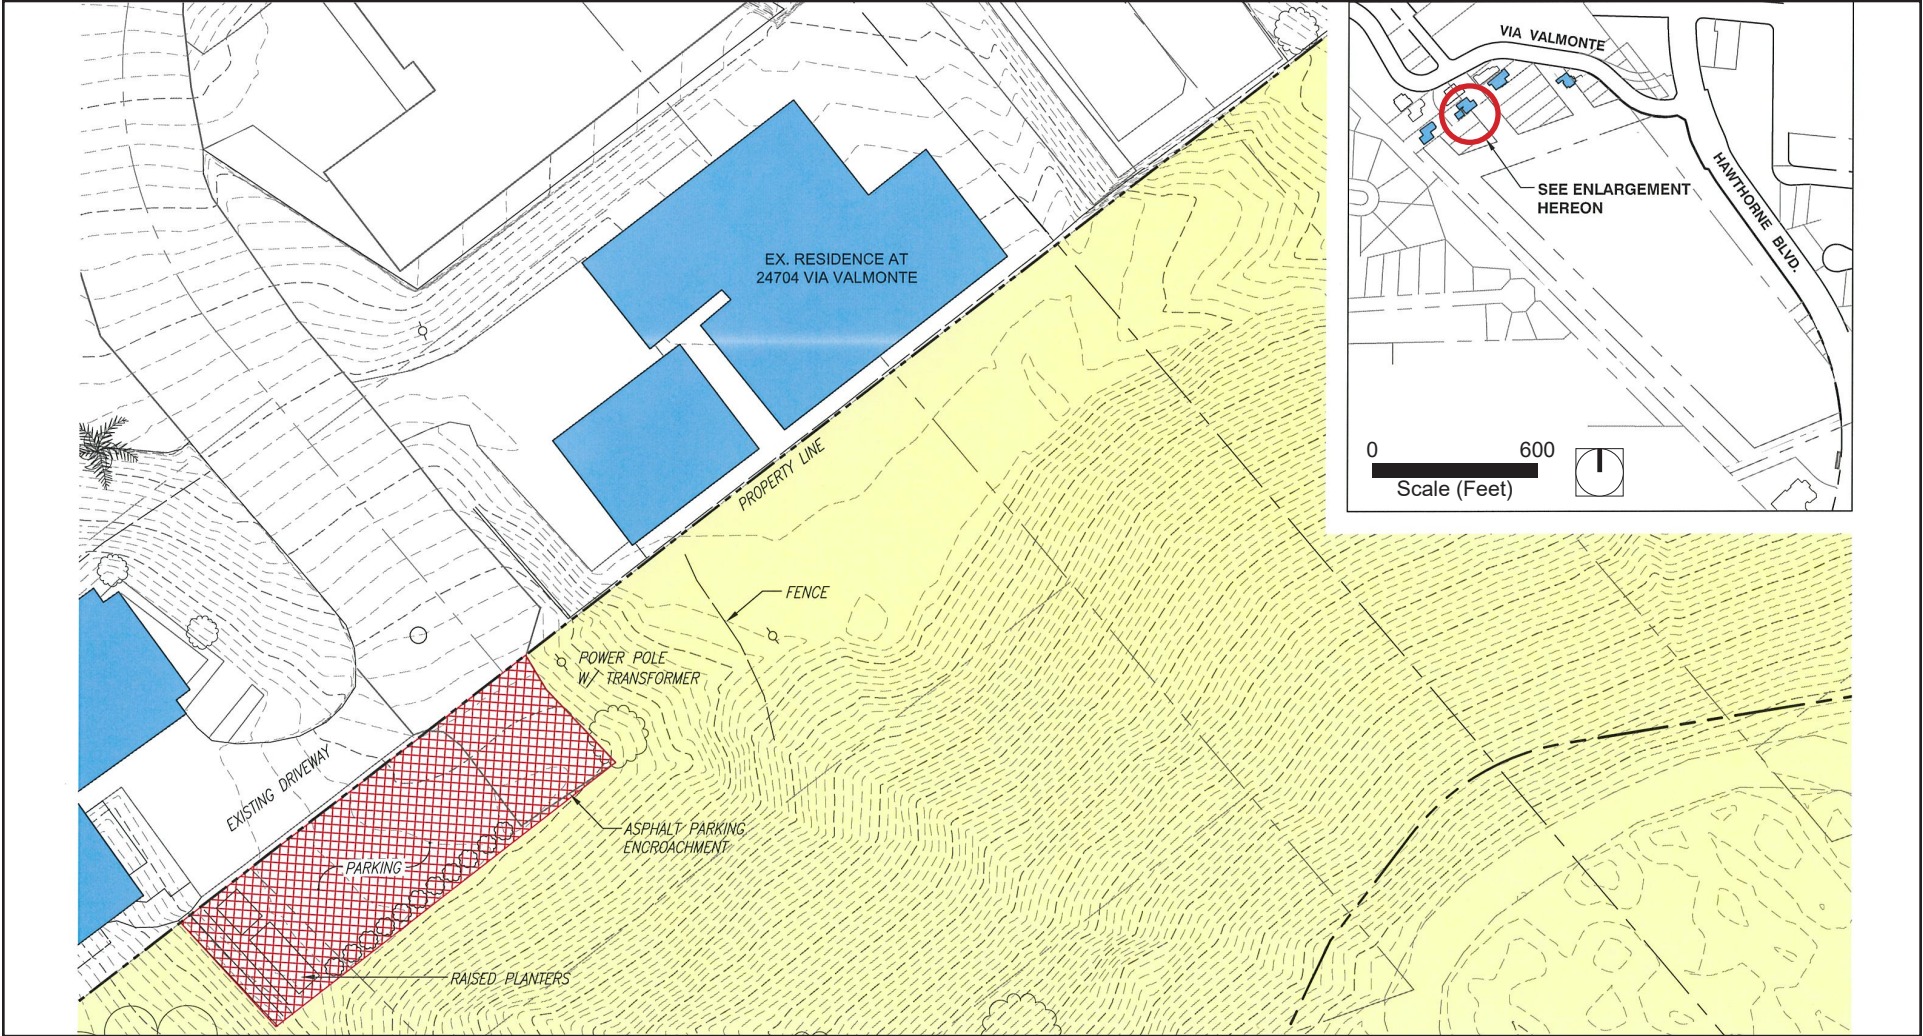 VIA VALMONTE
SEE ENLARGEMENT
HEREON
HAWTHORNE BLVD.
0 600
Scale (Feet)
EX. RESIDENCE AT
24704 VIA VALMONTE
PROPERTY LINE
FENCE
POWER POLE
W/ TRANSFORMER
EXISTING DRIVEWAY
ASPHALT PARKING
ENCROACHMENT
PARKING
RAISED PLANTERS